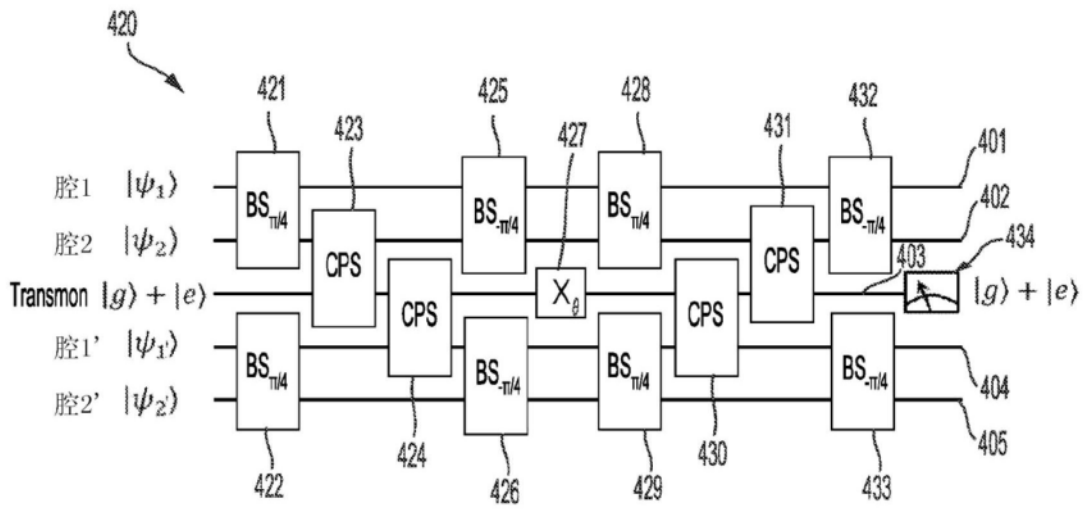 420
421 425 428 432
423 427 431 401
腔1 |ψ₁⟩ BS_π/4 BS_-π/4 BS_π/4 BS_-π/4 402
腔2 |ψ₂⟩ CPS CPS 403 434
Transmon |g⟩ + |e⟩ CPS X_θ CPS |g⟩ + |e⟩
腔1’ |ψ₁'⟩ BS_π/4 BS_-π/4 BS_π/4 BS_-π/4 404
腔2’ |ψ₂'⟩ 405
422 424 426 429 430 433